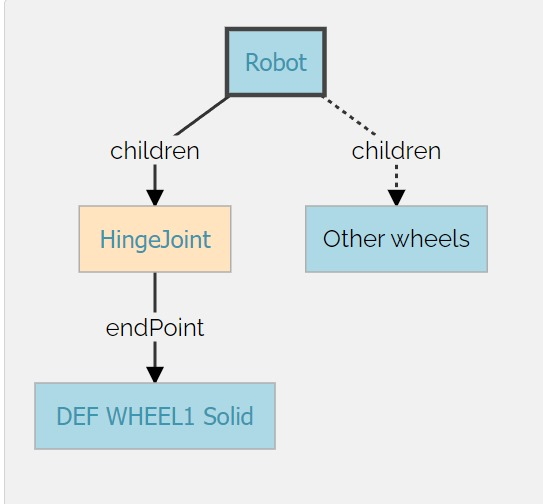 Robot
children
children
HingeJoint
Other wheels
endPoint
DEF WHEEL1 Solid